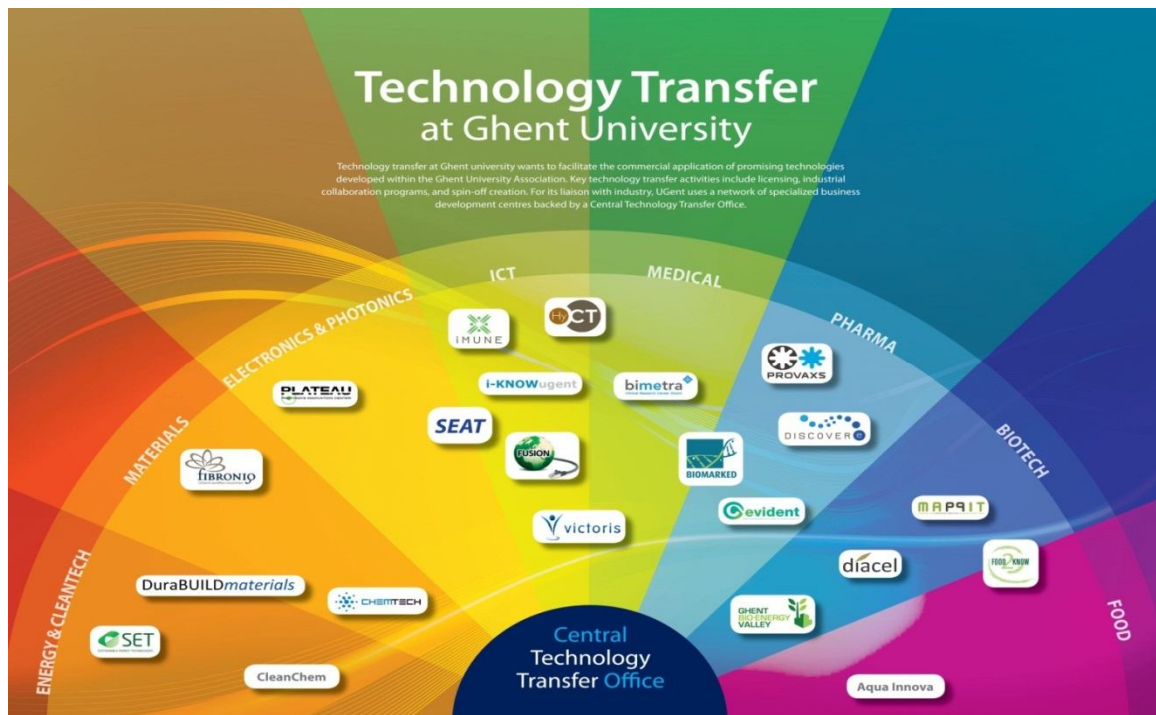 Technology Transfer
at Ghent University
Technology transfer at Ghent university wants to facilitate the commercial application of promising technologies
developed within the Ghent University Association. Key technology transfer activities include licensing, industrial
collaboration programs, and spin-off creation. For its liaison with industry, UGent uses a network of specialized business
development centres backed by a Central Technology Transfer Office.
ENERGY & CLEANTECH
MATERIALS
ELECTRONICS & PHOTONICS
ICT
MEDICAL
PHARMA
BIOTECH
FOOD
iMUNE
HyCT
PLATEAU
i-KNOWugent
bimetra
PROVAXS
SEAT
FUSION
DISCOVER
FIBRONIQ
BIOMARKED
victoris
evident
MAPPIT
DuraBUILDmaterials
CHEMTECH
diacel
FOOD2KNOW
SET
GHENT
BIO-ENERGY
VALLEY
CleanChem
Aqua Innova
Central
Technology
Transfer Office